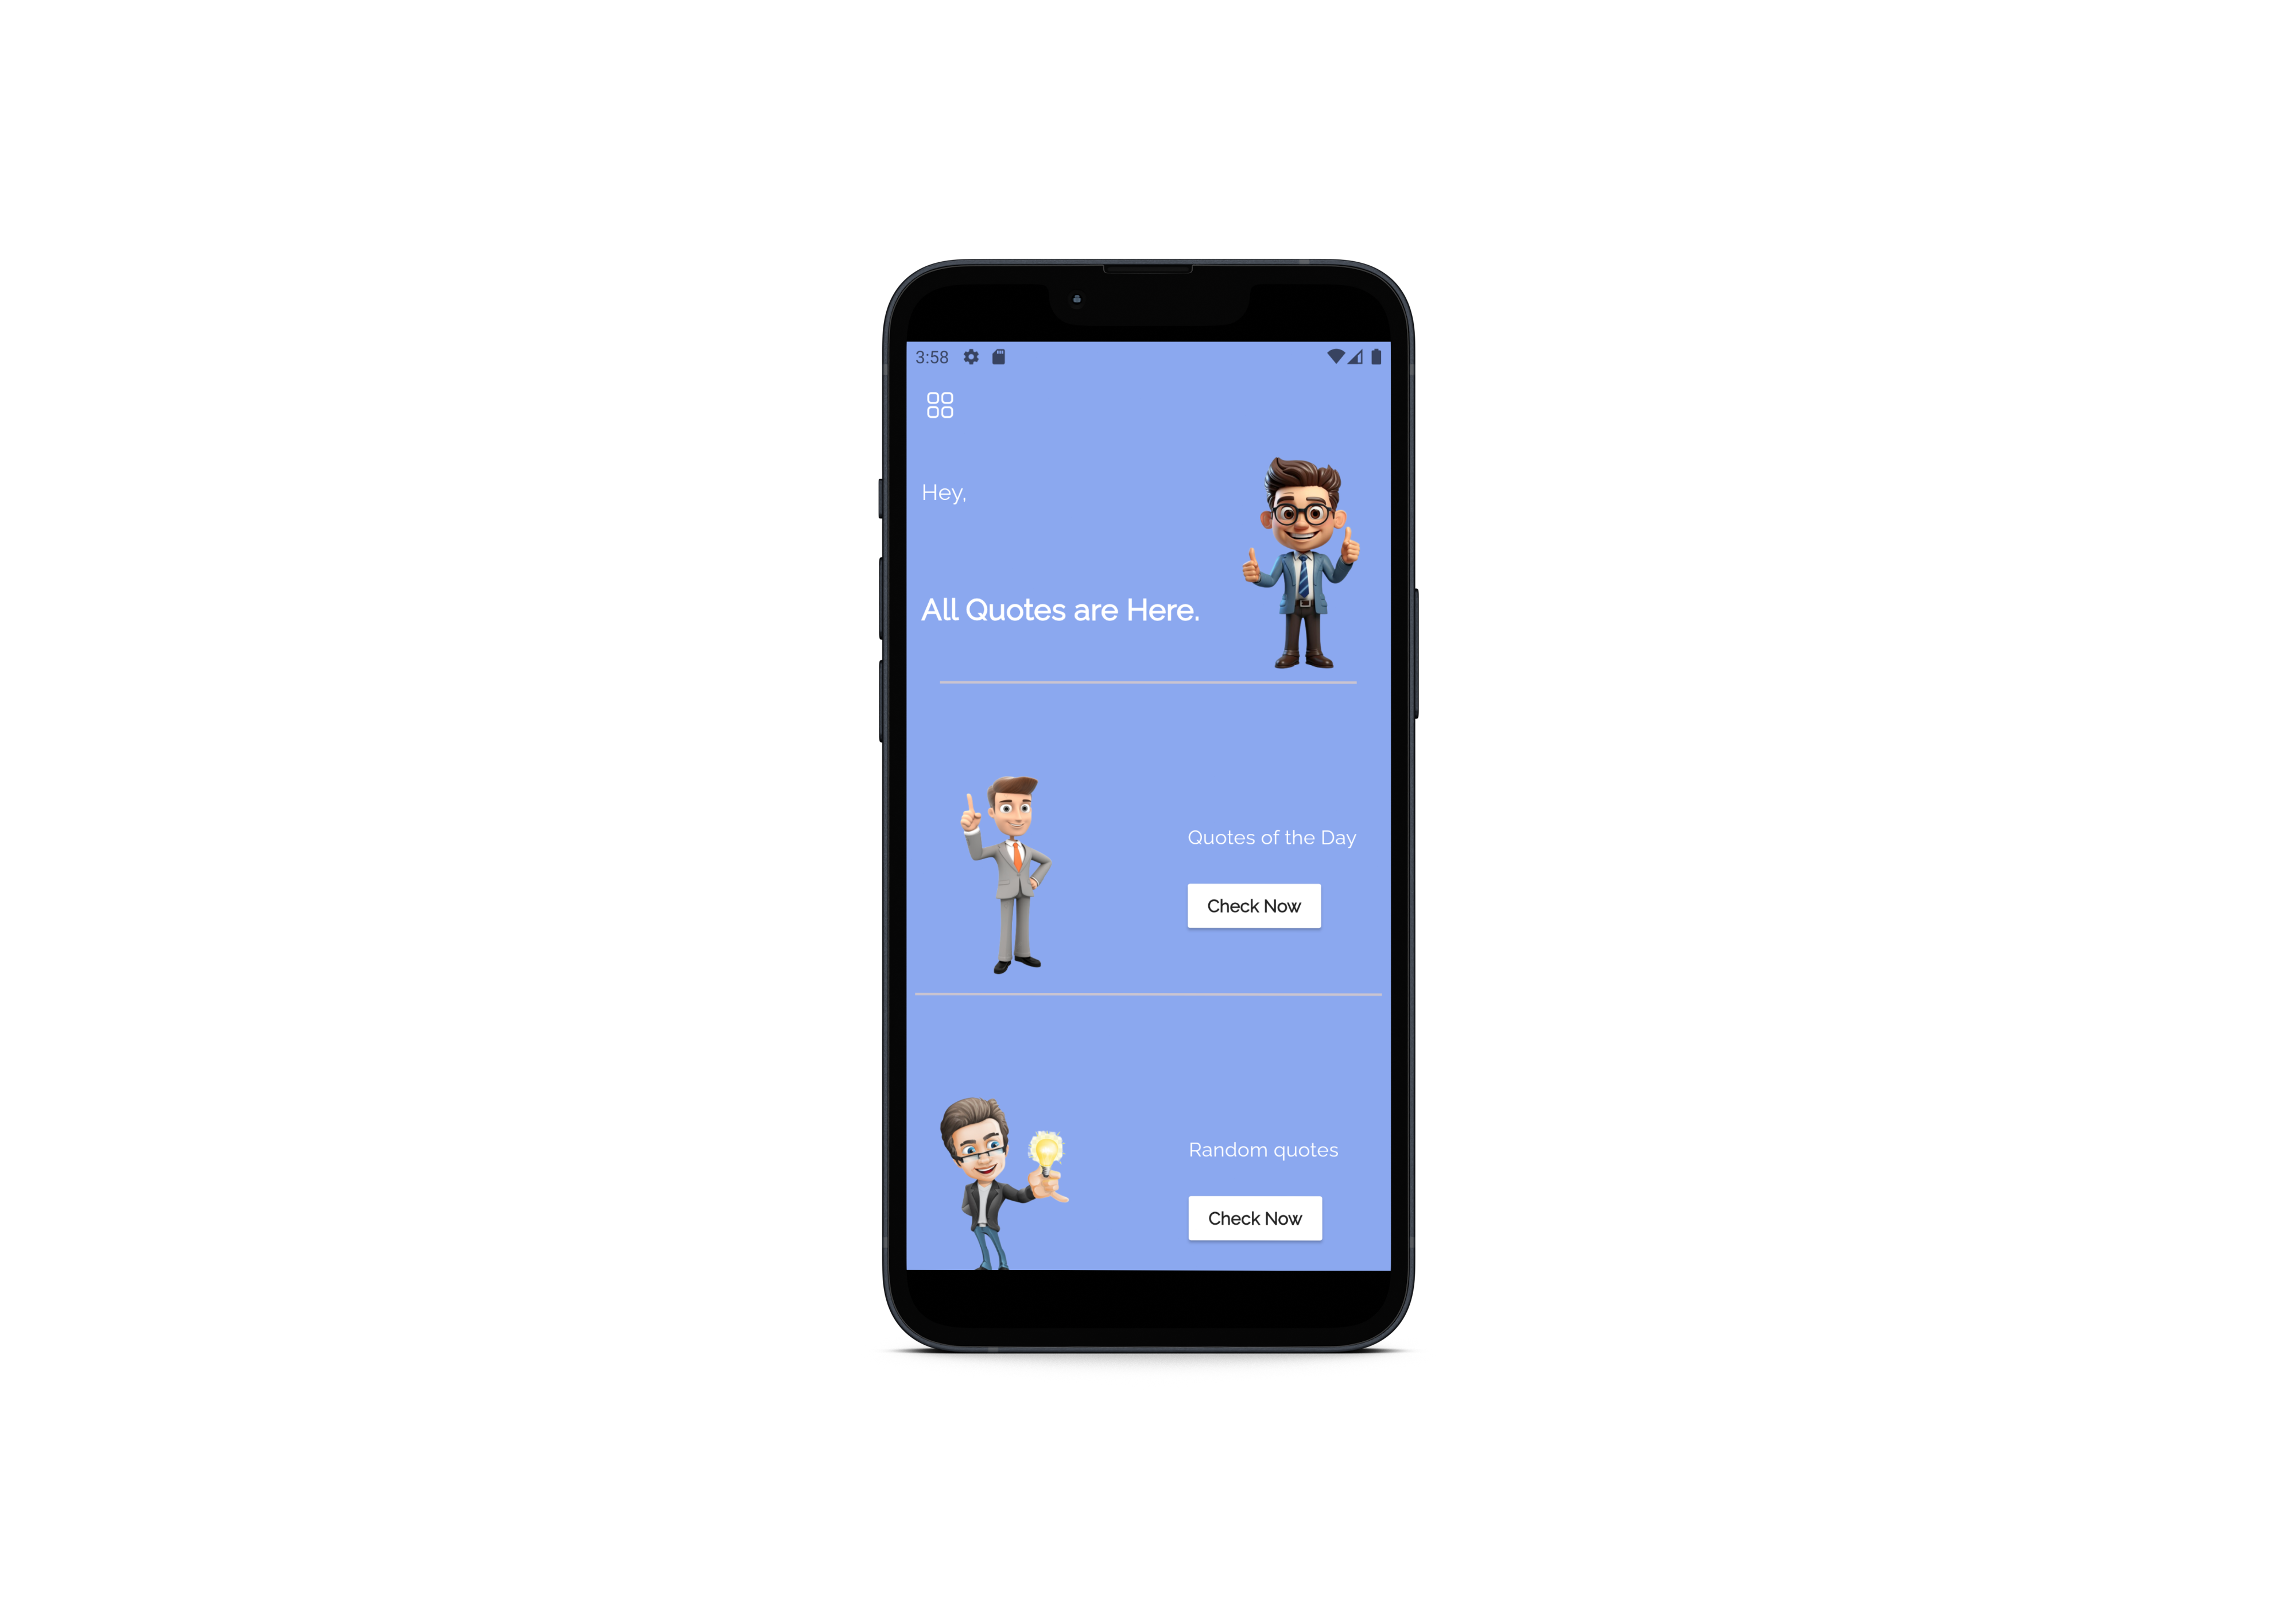 3:58
Hey,
All Quotes are Here.
Quotes of the Day
Check Now
Random quotes
Check Now